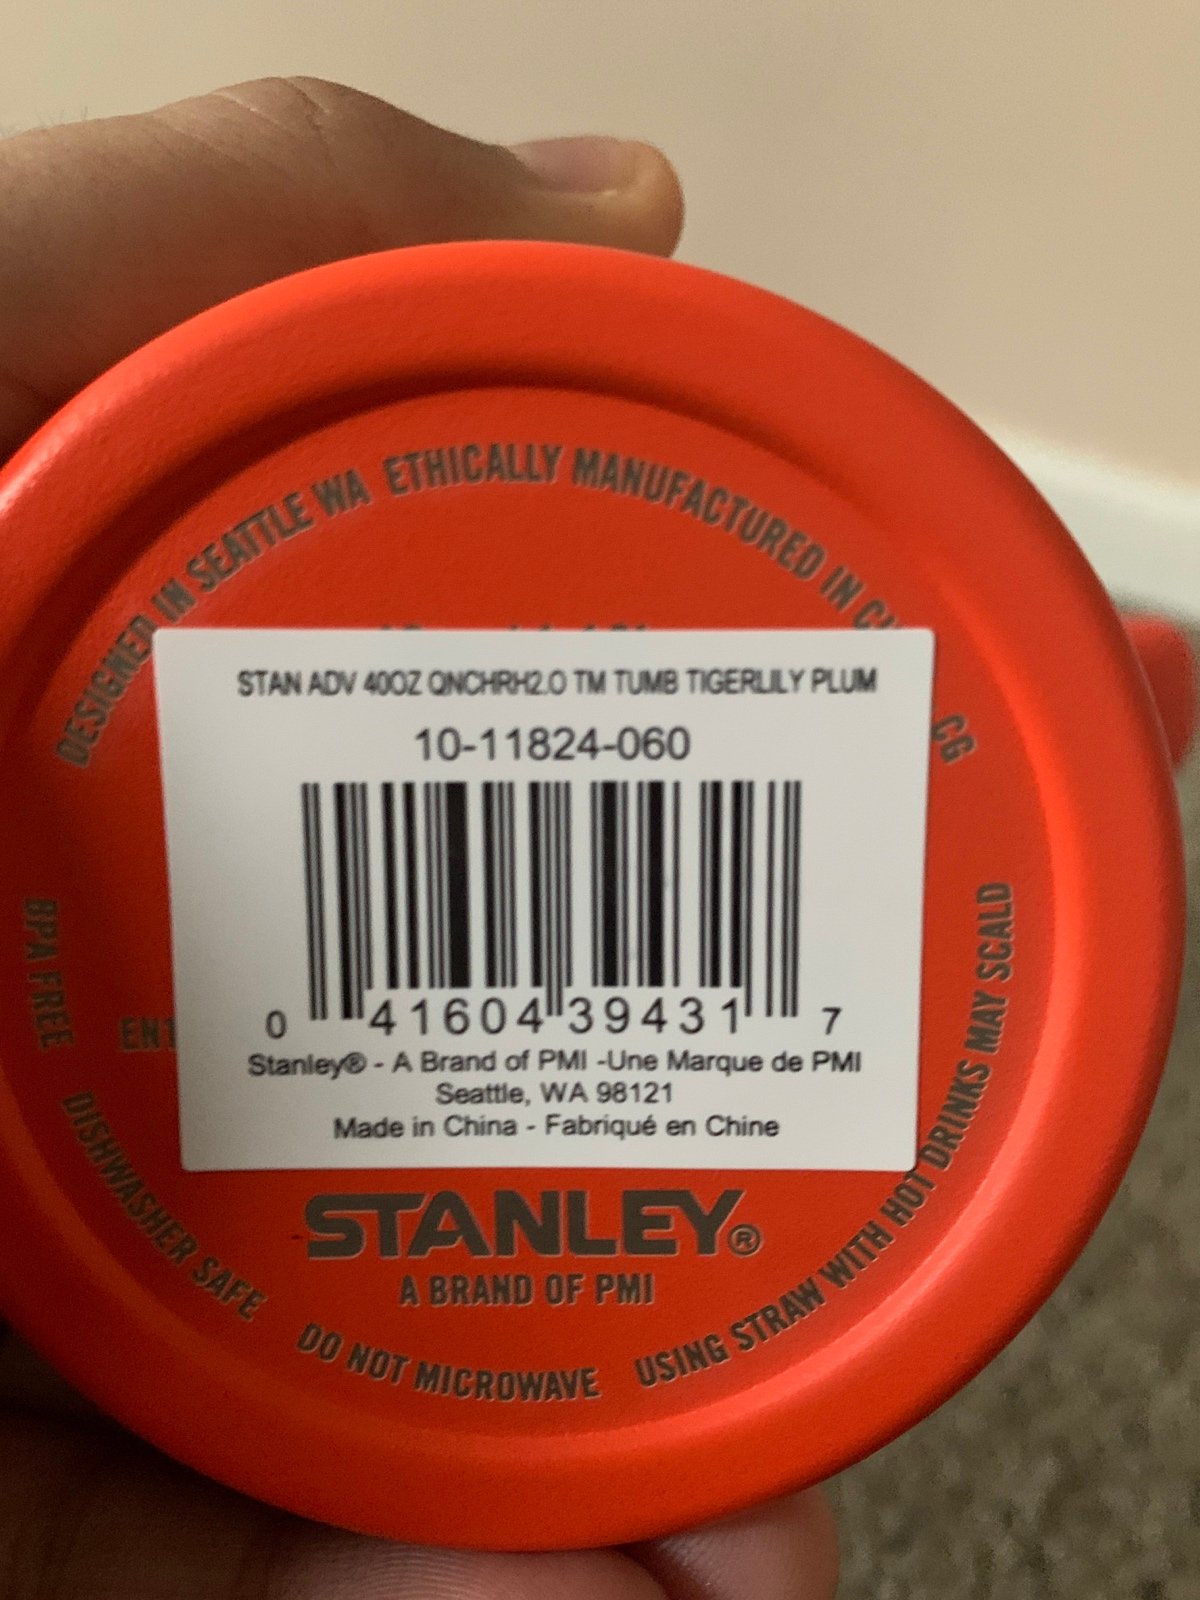 DESIGNED IN SEATTLE WA ETHICALLY MANUFACTURED IN CG
STAN ADV 40OZ QNCHRH2.O TM TUMB TIGERLILY PLUM
10-11824-060
0 41604 39431 7
Stanley® - A Brand of PMI -Une Marque de PMI
Seattle, WA 98121
Made in China - Fabriqué en Chine
BPA FREE
STANLEY®
A BRAND OF PMI
DISHWASHER SAFE
DO NOT MICROWAVE
USING STRAW WITH HOT DRINKS MAY SCALD